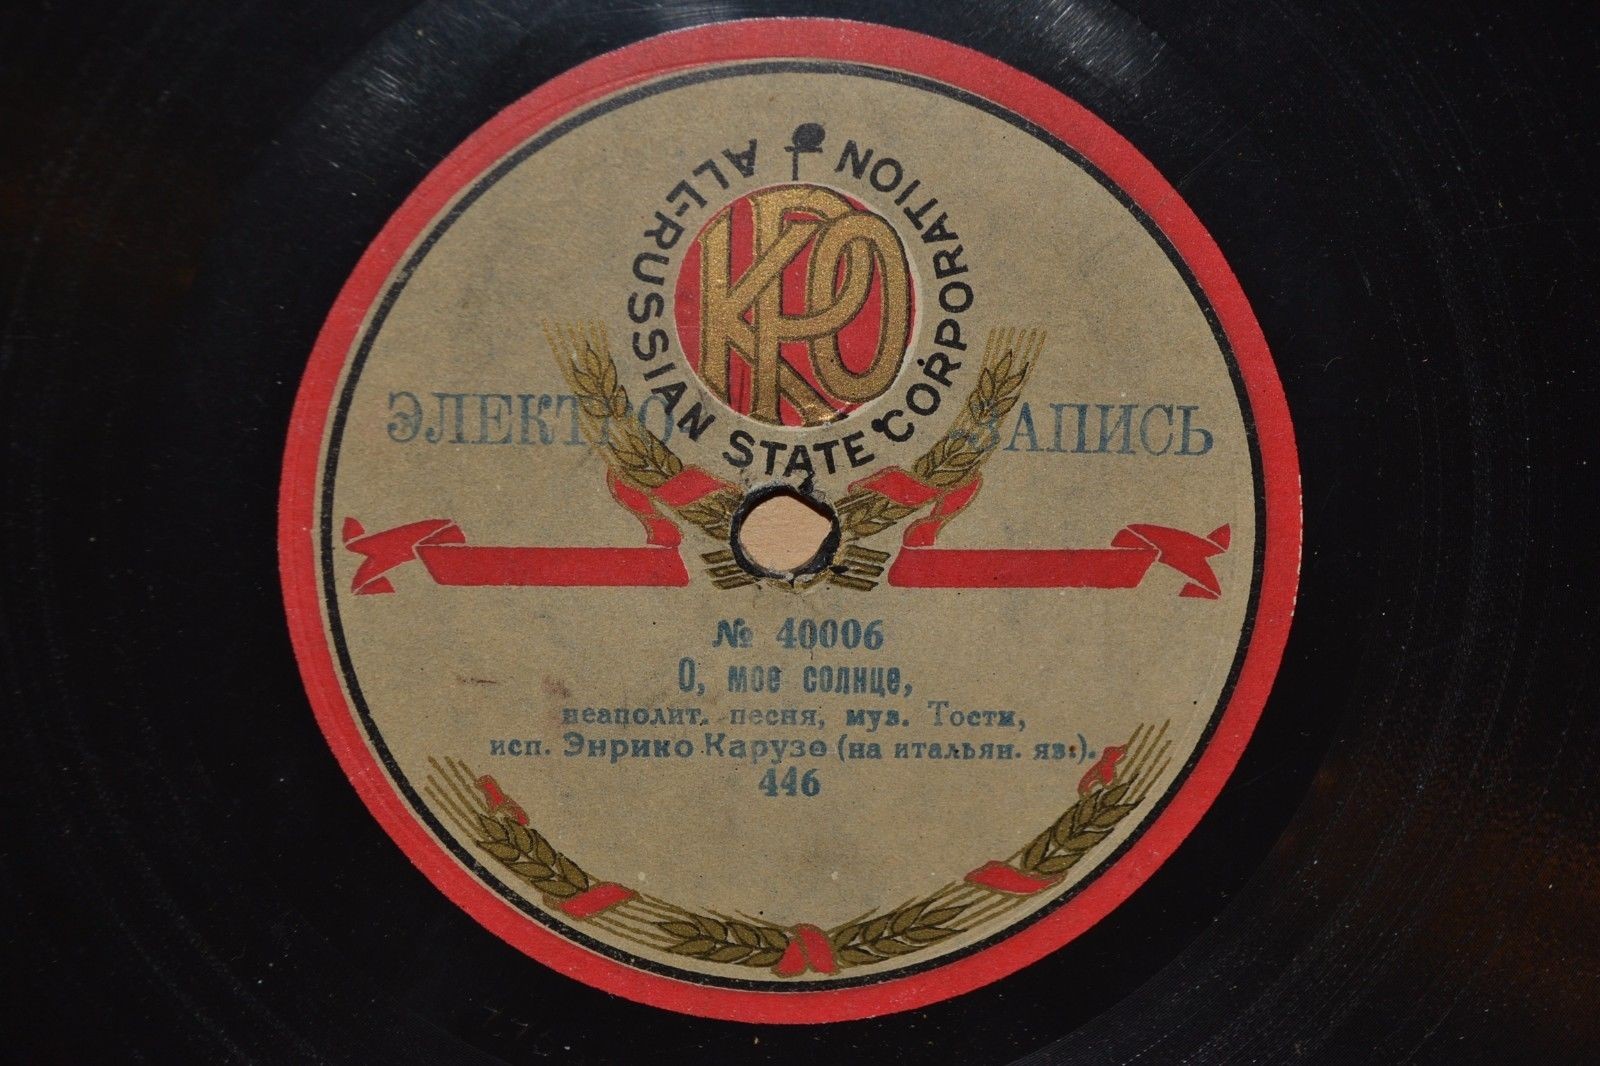 ALL-RUSSIAN STATE CORPORATION
КРО
ЭЛЕКТРО-ЗАПИСЬ
№ 40006
О, мое солнце,
неаполит. песня, муз. Тости,
исп. Энрико Карузо (на итальян. яз.).
446